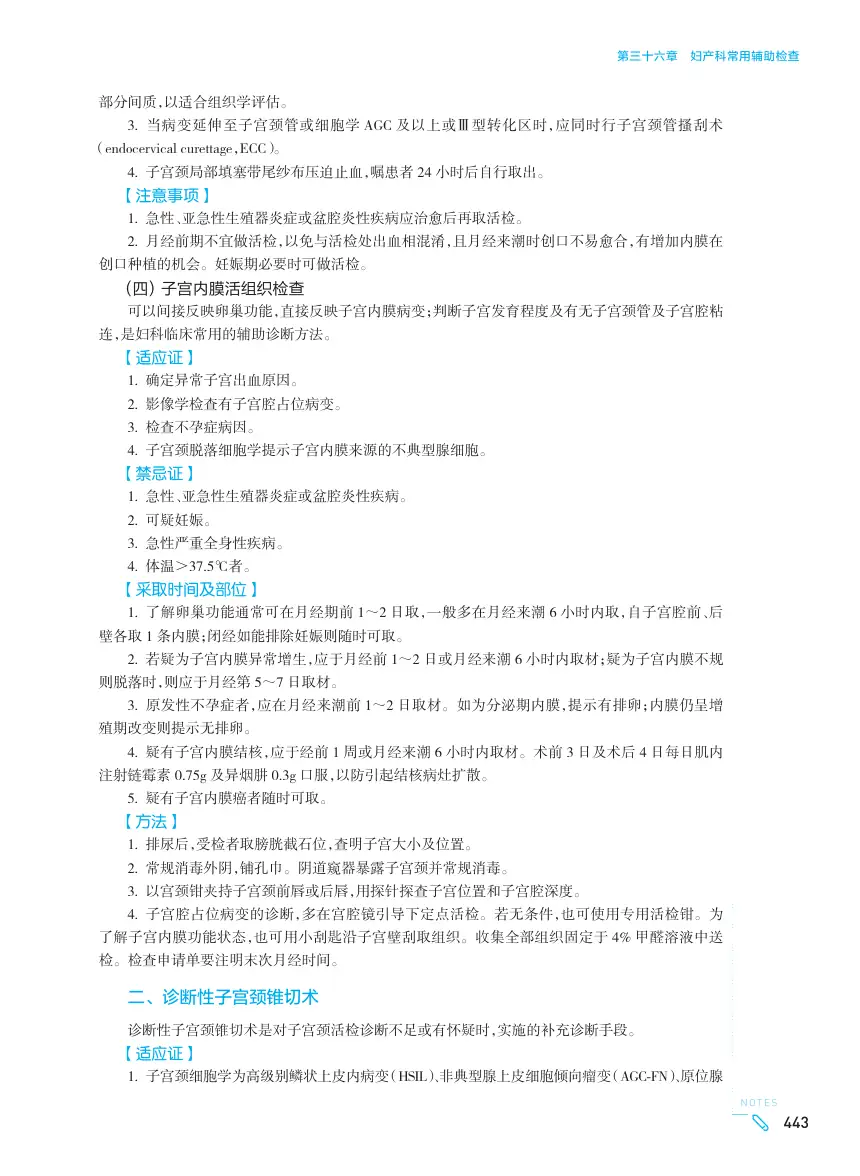 第三十六章 妇产科常用辅助检查
部分间质,以适合组织学评估。
3. 当病变延伸至子宫颈管或细胞学 AGC 及以上或Ⅲ型转化区时,应同时行子宫颈管搔刮术
(endocervical curettage,ECC)。
4. 子宫颈局部填塞带尾纱布压迫止血,嘱患者 24 小时后自行取出。
【注意事项】
1. 急性、亚急性生殖器炎症或盆腔炎性疾病应治愈后再取活检。
2. 月经前期不宜做活检,以免与活检处出血相混淆,且月经来潮时创口不易愈合,有增加内膜在
创口种植的机会。妊娠期必要时可做活检。
(四)子宫内膜活组织检查
可以间接反映卵巢功能,直接反映子宫内膜病变;判断子宫发育程度及有无子宫颈管及子宫腔粘
连,是妇科临床常用的辅助诊断方法。
【适应证】
1. 确定异常子宫出血原因。
2. 影像学检查有子宫腔占位病变。
3. 检查不孕症病因。
4. 子宫颈脱落细胞学提示子宫内膜来源的不典型腺细胞。
【禁忌证】
1. 急性、亚急性生殖器炎症或盆腔炎性疾病。
2. 可疑妊娠。
3. 急性严重全身性疾病。
4. 体温>37.5℃者。
【采取时间及部位】
1. 了解卵巢功能通常可在月经期前 1~2 日取,一般多在月经来潮 6 小时内取,自子宫腔前、后
壁各取 1 条内膜;闭经如能排除妊娠则随时可取。
2. 若疑为子宫内膜异常增生,应于月经前 1~2 日或月经来潮 6 小时内取材;疑为子宫内膜不规
则脱落时,则应于月经第 5~7 日取材。
3. 原发性不孕症者,应在月经来潮前 1~2 日取材。如为分泌期内膜,提示有排卵;内膜仍呈增
殖期改变则提示无排卵。
4. 疑有子宫内膜结核,应于经前 1 周或月经来潮 6 小时内取材。术前 3 日及术后 4 日每日肌内
注射链霉素 0.75g 及异烟肼 0.3g 口服,以防引起结核病灶扩散。
5. 疑有子宫内膜癌者随时可取。
【方法】
1. 排尿后,受检者取膀胱截石位,查明子宫大小及位置。
2. 常规消毒外阴,铺孔巾。阴道窥器暴露子宫颈并常规消毒。
3. 以宫颈钳夹持子宫颈前唇或后唇,用探针探查子宫位置和子宫腔深度。
4. 子宫腔占位病变的诊断,多在宫腔镜引导下定点活检。若无条件,也可使用专用活检钳。为
了解子宫内膜功能状态,也可用小刮匙沿子宫壁刮取组织。收集全部组织固定于 4% 甲醛溶液中送
检。检查申请单要注明末次月经时间。
二、诊断性子宫颈锥切术
诊断性子宫颈锥切术是对子宫颈活检诊断不足或有怀疑时,实施的补充诊断手段。
【适应证】
1. 子宫颈细胞学为高级别鳞状上皮内病变(HSIL)、非典型腺上皮细胞倾向瘤变(AGC-FN)、原位腺
NOTES
443